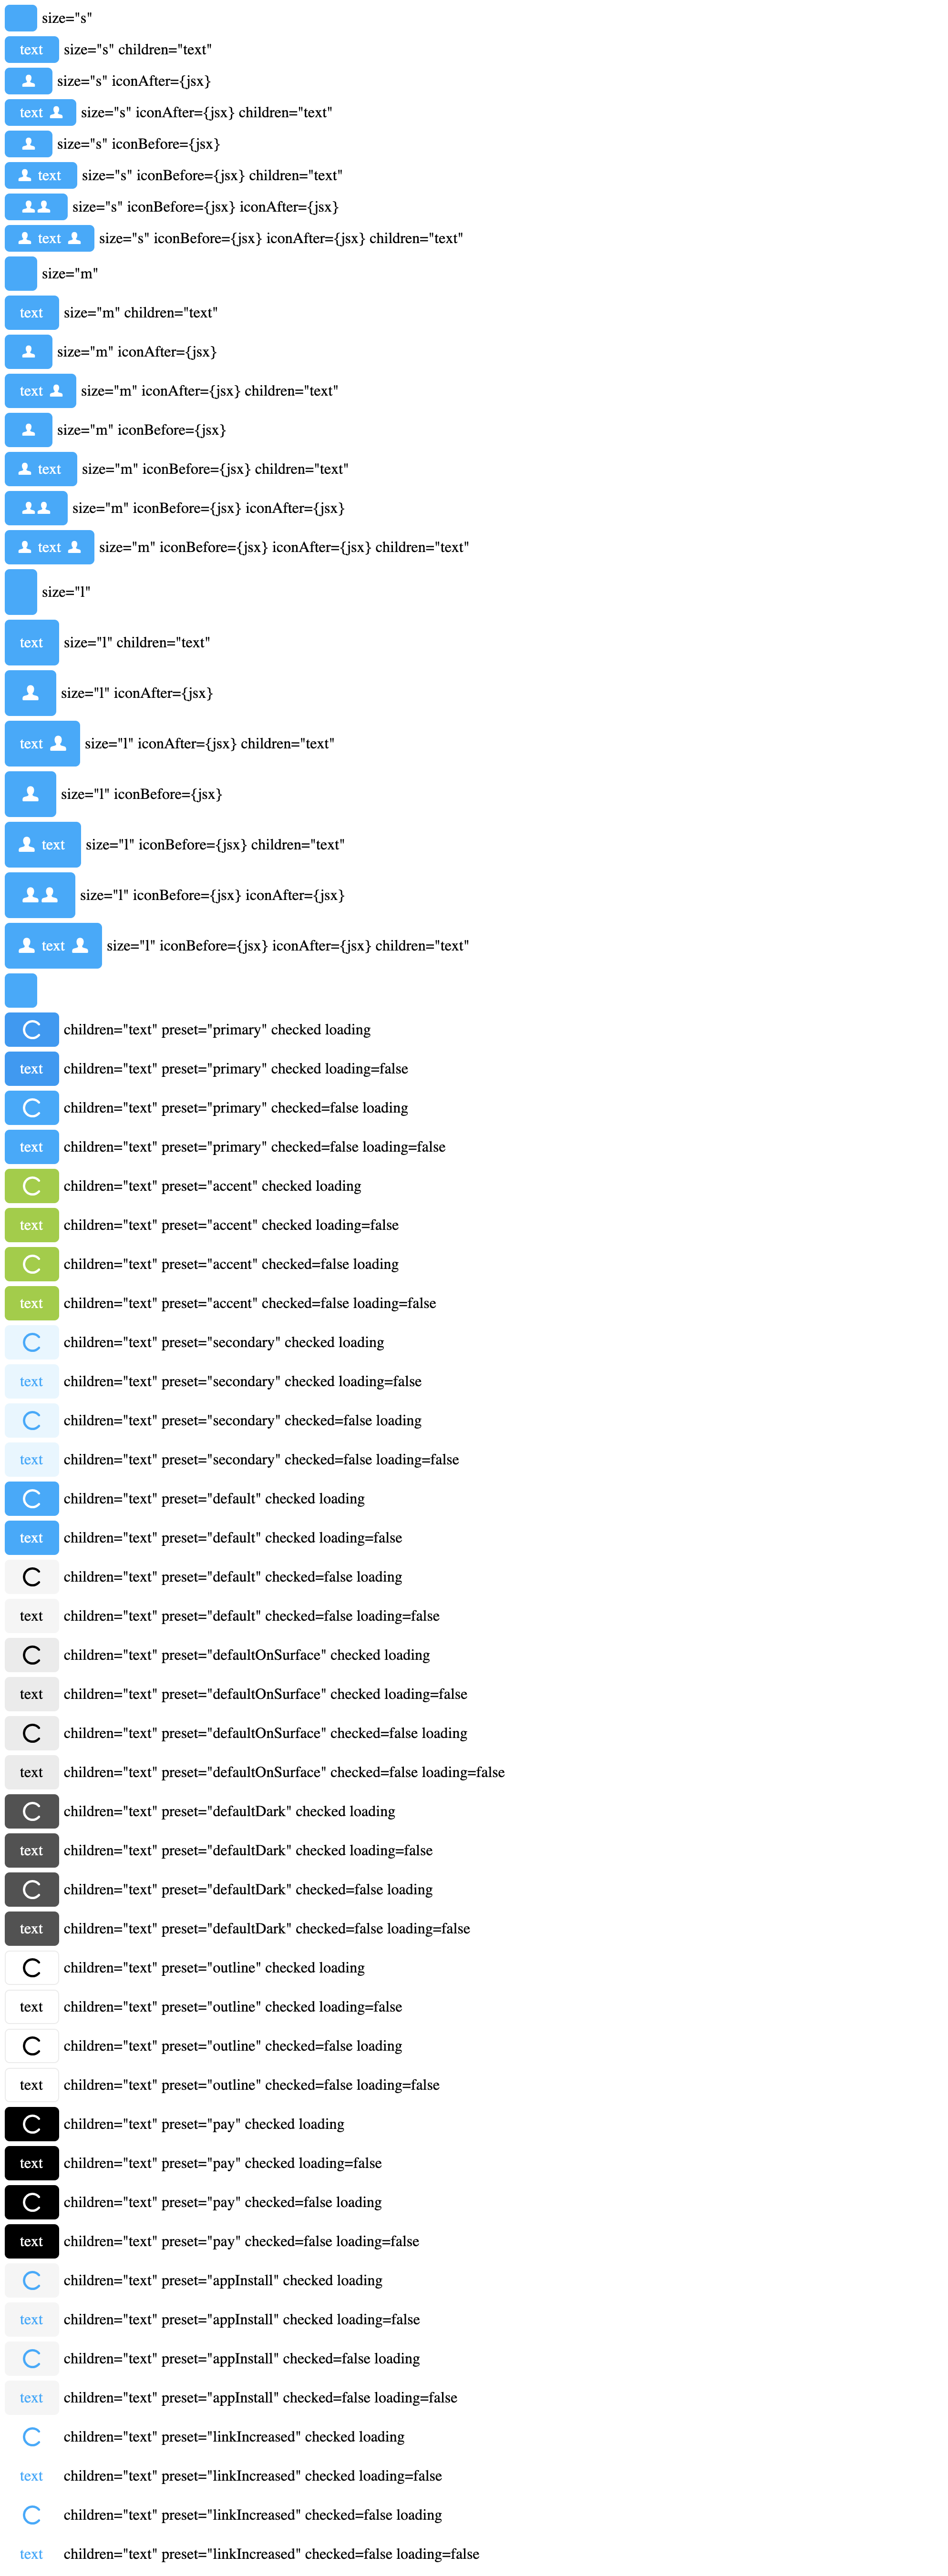 size="s"
text size="s" children="text"
size="s" iconAfter={jsx}
text size="s" iconAfter={jsx} children="text"
size="s" iconBefore={jsx}
text size="s" iconBefore={jsx} children="text"
size="s" iconBefore={jsx} iconAfter={jsx}
text size="s" iconBefore={jsx} iconAfter={jsx} children="text"
size="m"
text size="m" children="text"
size="m" iconAfter={jsx}
text size="m" iconAfter={jsx} children="text"
size="m" iconBefore={jsx}
text size="m" iconBefore={jsx} children="text"
size="m" iconBefore={jsx} iconAfter={jsx}
text size="m" iconBefore={jsx} iconAfter={jsx} children="text"
size="l"
text size="l" children="text"
size="l" iconAfter={jsx}
text size="l" iconAfter={jsx} children="text"
size="l" iconBefore={jsx}
text size="l" iconBefore={jsx} children="text"
size="l" iconBefore={jsx} iconAfter={jsx}
text size="l" iconBefore={jsx} iconAfter={jsx} children="text"
children="text" preset="primary" checked loading
text children="text" preset="primary" checked loading=false
children="text" preset="primary" checked=false loading
text children="text" preset="primary" checked=false loading=false
children="text" preset="accent" checked loading
text children="text" preset="accent" checked loading=false
children="text" preset="accent" checked=false loading
text children="text" preset="accent" checked=false loading=false
children="text" preset="secondary" checked loading
text children="text" preset="secondary" checked loading=false
children="text" preset="secondary" checked=false loading
text children="text" preset="secondary" checked=false loading=false
children="text" preset="default" checked loading
text children="text" preset="default" checked loading=false
children="text" preset="default" checked=false loading
text children="text" preset="default" checked=false loading=false
children="text" preset="defaultOnSurface" checked loading
text children="text" preset="defaultOnSurface" checked loading=false
children="text" preset="defaultOnSurface" checked=false loading
text children="text" preset="defaultOnSurface" checked=false loading=false
children="text" preset="defaultDark" checked loading
text children="text" preset="defaultDark" checked loading=false
children="text" preset="defaultDark" checked=false loading
text children="text" preset="defaultDark" checked=false loading=false
children="text" preset="outline" checked loading
text children="text" preset="outline" checked loading=false
children="text" preset="outline" checked=false loading
text children="text" preset="outline" checked=false loading=false
children="text" preset="pay" checked loading
text children="text" preset="pay" checked loading=false
children="text" preset="pay" checked=false loading
text children="text" preset="pay" checked=false loading=false
children="text" preset="appInstall" checked loading
text children="text" preset="appInstall" checked loading=false
children="text" preset="appInstall" checked=false loading
text children="text" preset="appInstall" checked=false loading=false
children="text" preset="linkIncreased" checked loading
text children="text" preset="linkIncreased" checked loading=false
children="text" preset="linkIncreased" checked=false loading
text children="text" preset="linkIncreased" checked=false loading=false